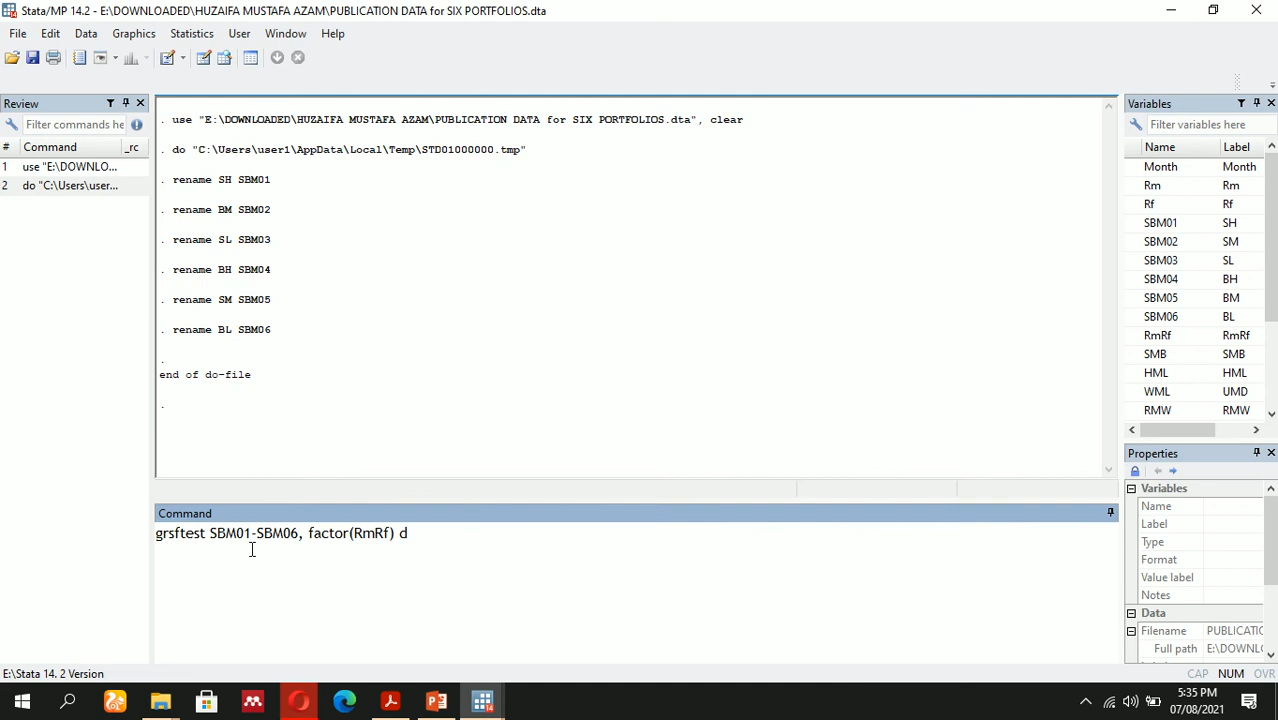 Stata/MP 14.2 - E:\DOWNLOADED\HUZAIFA MUSTAFA AZAM\PUBLICATION DATA for SIX PORTFOLIOS.dta
File Edit Data Graphics Statistics User Window Help
Review
Filter commands he
# Command _rc
1 use "E:\DOWNLO...
2 do "C:\Users\user...
. use "E:\DOWNLOADED\HUZAIFA MUSTAFA AZAM\PUBLICATION DATA for SIX PORTFOLIOS.dta", clear
. do "C:\Users\user1\AppData\Local\Temp\STD01000000.tmp"
. rename SH SBM01
. rename BM SBM02
. rename SL SBM03
. rename BH SBM04
. rename SM SBM05
. rename BL SBM06
.
end of do-file
.
Command
grsftest SBM01-SBM06, factor(RmRf) d
Variables
Filter variables here
Name Label
Month Month
Rm Rm
Rf Rf
SBM01 SH
SBM02 SM
SBM03 SL
SBM04 BH
SBM05 BM
SBM06 BL
RmRf RmRf
SMB SMB
HML HML
WML UMD
RMW RMW
Properties
Variables
Name
Label
Type
Format
Value label
Notes
Data
Filename PUBLICATIO
Full path E:\DOWNLO
E:\Stata 14. 2 Version
CAP NUM OVR
5:35 PM
07/08/2021